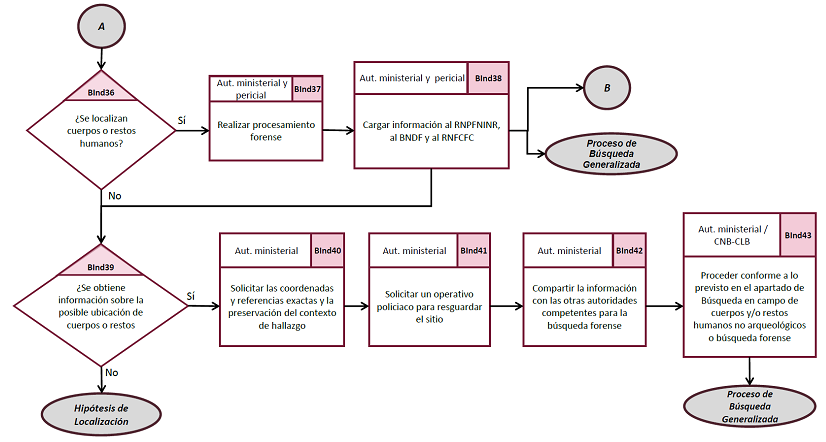 A
BInd36
¿Se localizan
cuerpos o restos
humanos?
Sí
No
Aut. ministerial y
pericial
BInd37
Realizar procesamiento
forense
Aut. ministerial y pericial
BInd38
Cargar información al RNPFNINR,
al BNDF y al RNFCFC
B
Proceso de
Búsqueda
Generalizada
BInd39
¿Se obtiene
información sobre la
posible ubicación de
cuerpos o restos
Sí
No
Hipótesis de
Localización
Aut. ministerial
BInd40
Solicitar las coordenadas
y referencias exactas y la
preservación del contexto
de hallazgo
Aut. ministerial
BInd41
Solicitar un operativo
policiaco para resguardar
el sitio
Aut. ministerial
BInd42
Compartir la información
con las otras autoridades
competentes para la
búsqueda forense
Aut. ministerial /
CNB-CLB
BInd43
Proceder conforme a lo
previsto en el apartado de
Búsqueda en campo de
cuerpos y/o restos
humanos no arqueológicos
o búsqueda forense
Proceso de
Búsqueda
Generalizada